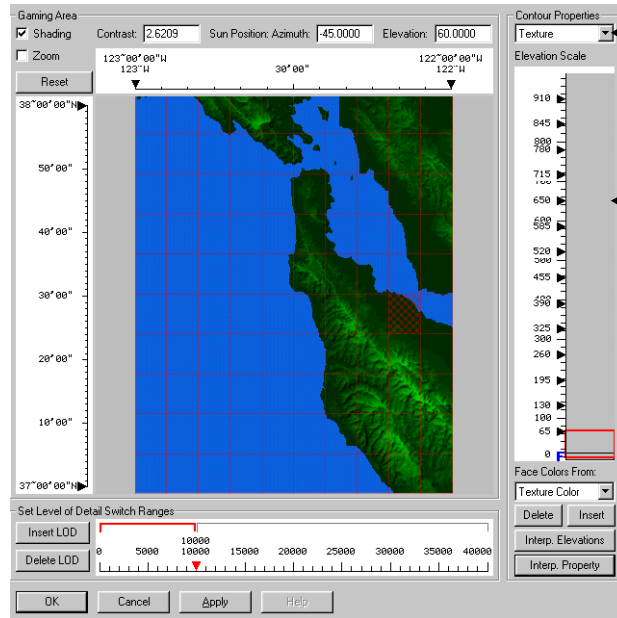 Gaming Area
Shading
Contrast: 2.6209 Sun Position: Azimuth: -45.0000 Elevation: 60.0000
Zoom
Reset
123°00'00"W 122°00'00"W
123°W 30'00" 122°W
38°00'00"N
50'00"
40'00"
30'00"
20'00"
10'00"
37°00'00"N
Contour Properties
Texture
Elevation Scale
910
845
800
780
715
700
650
600
585
520
500
455
400
390
325
300
260
195
130
100
65
0
Face Colors From:
Texture Color
Delete Insert
Interp. Elevations
Interp. Property
Set Level of Detail Switch Ranges
Insert LOD
Delete LOD
10000
0 5000 10000 15000 20000 25000 30000 35000 40000
OK Cancel Apply Help